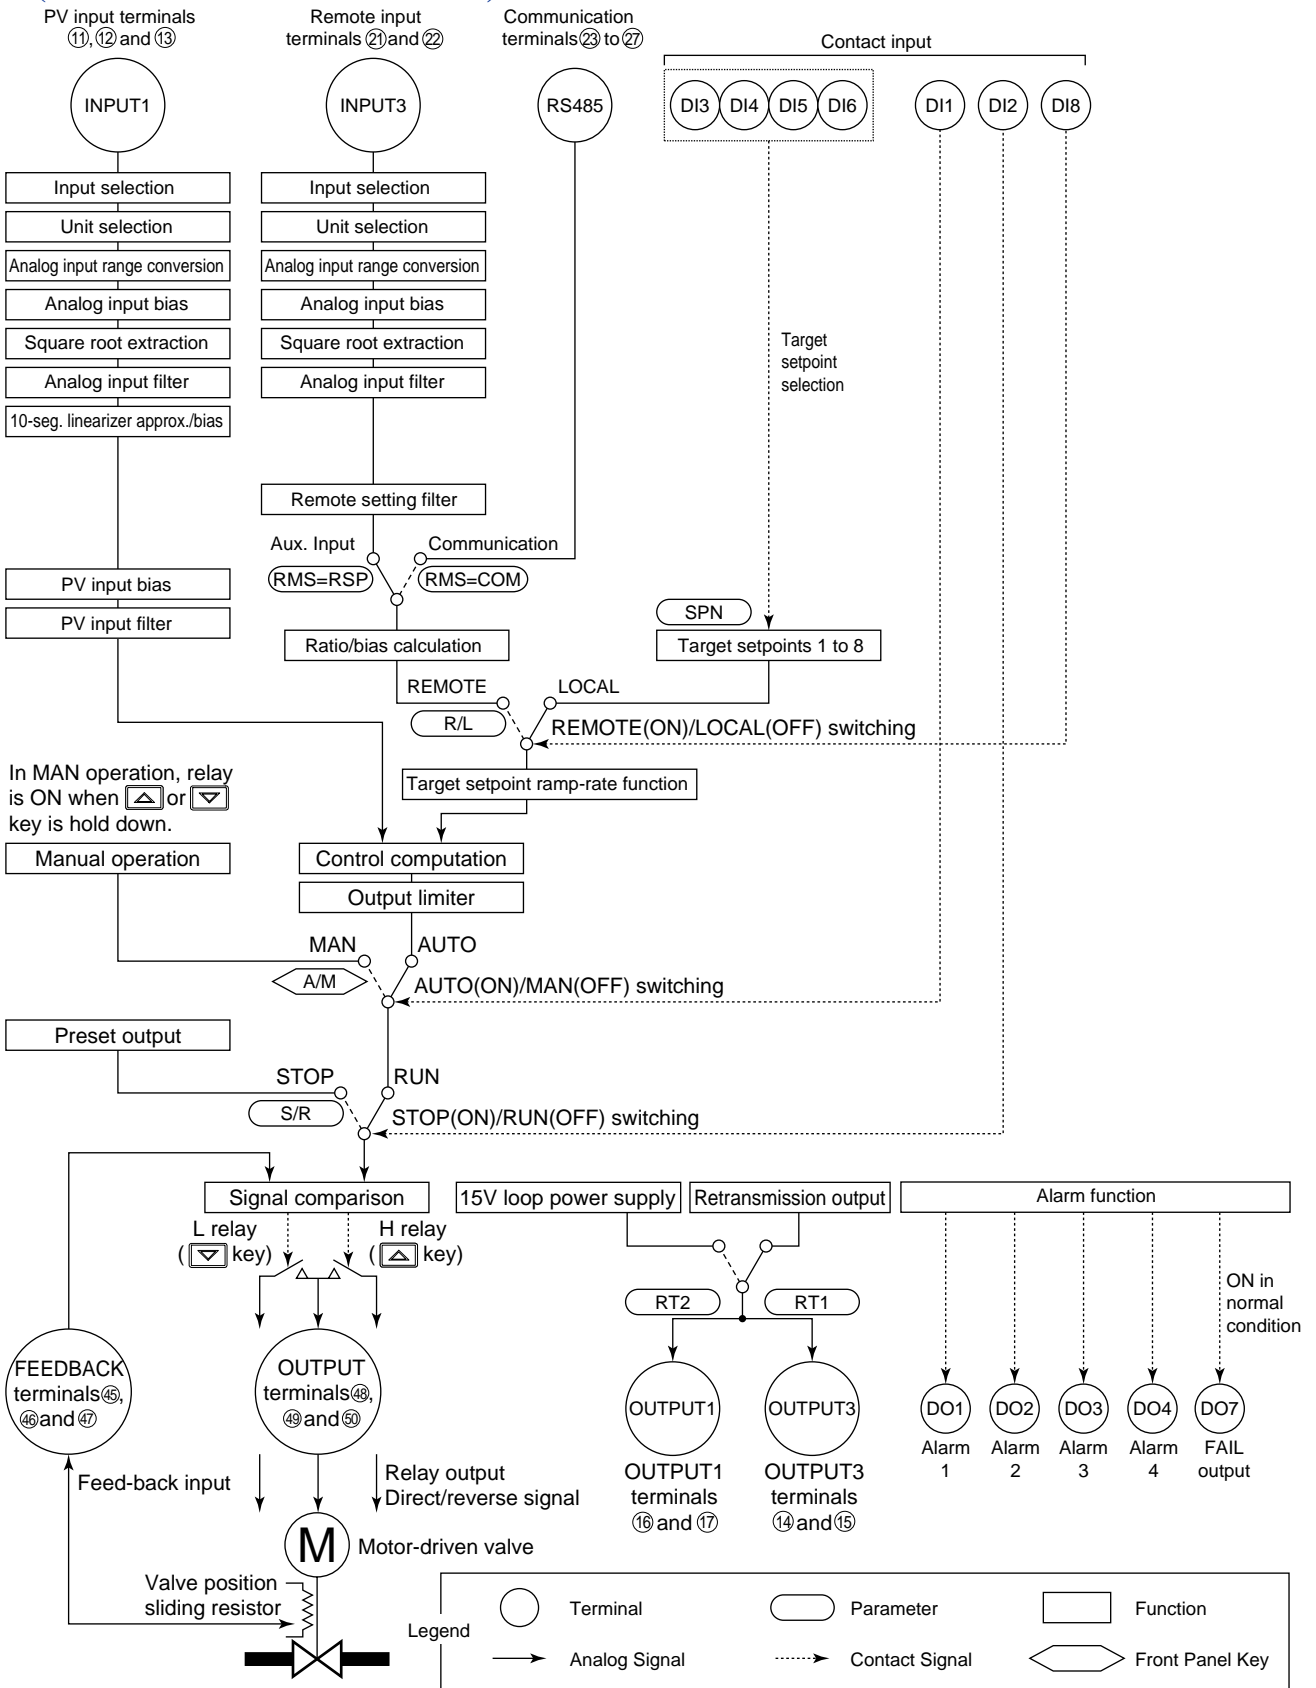 PV input terminals
⑪, ⑫ and ⑬
Remote input
terminals ㉑ and ㉒
Communication
terminals ㉓ to ㉗
Contact input
INPUT1
INPUT3
RS485
DI3
DI4
DI5
DI6
DI1
DI2
DI8
Input selection
Unit selection
Analog input range conversion
Analog input bias
Square root extraction
Analog input filter
10-seg. linearizer approx./bias
Input selection
Unit selection
Analog input range conversion
Analog input bias
Square root extraction
Analog input filter
Target
setpoint
selection
Remote setting filter
Aux. Input
Communication
RMS=RSP
RMS=COM
PV input bias
PV input filter
SPN
Ratio/bias calculation
Target setpoints 1 to 8
REMOTE
LOCAL
R/L
REMOTE(ON)/LOCAL(OFF) switching
Target setpoint ramp-rate function
In MAN operation, relay
is ON when △ or ▽
key is hold down.
Manual operation
Control computation
Output limiter
MAN
AUTO
A/M
AUTO(ON)/MAN(OFF) switching
Preset output
STOP
RUN
S/R
STOP(ON)/RUN(OFF) switching
Signal comparison
15V loop power supply
Retransmission output
Alarm function
L relay
( ▽ key)
H relay
( △ key)
RT2
RT1
ON in
normal
condition
FEEDBACK
terminals ㊺,
㊻ and ㊼
OUTPUT
terminals ㊽,
㊾ and ㊿
OUTPUT1
OUTPUT3
DO1
DO2
DO3
DO4
DO7
Alarm
1
Alarm
2
Alarm
3
Alarm
4
FAIL
output
OUTPUT1
terminals
⑯ and ⑰
OUTPUT3
terminals
⑭ and ⑮
Feed-back input
Relay output
Direct/reverse signal
M
Motor-driven valve
Valve position
sliding resistor
Legend
Terminal
Parameter
Function
Analog Signal
Contact Signal
Front Panel Key